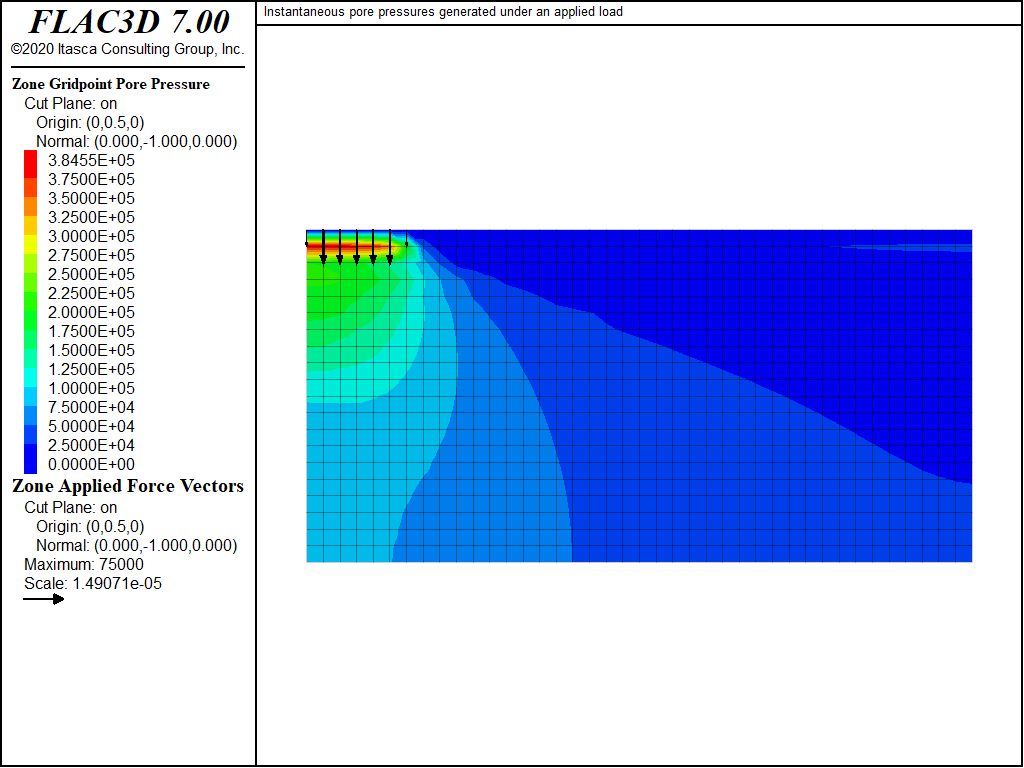 FLAC3D 7.00
©2020 Itasca Consulting Group, Inc.
Zone Gridpoint Pore Pressure
Cut Plane: on
Origin: (0,0.5,0)
Normal: (0.000,-1.000,0.000)
3.8455E+05
3.7500E+05
3.5000E+05
3.2500E+05
3.0000E+05
2.7500E+05
2.5000E+05
2.2500E+05
2.0000E+05
1.7500E+05
1.5000E+05
1.2500E+05
1.0000E+05
7.5000E+04
5.0000E+04
2.5000E+04
0.0000E+00
Zone Applied Force Vectors
Cut Plane: on
Origin: (0,0.5,0)
Normal: (0.000,-1.000,0.000)
Maximum: 75000
Scale: 1.49071e-05
Instantaneous pore pressures generated under an applied load